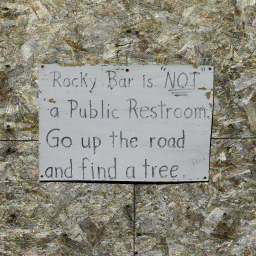 Rocky Bar is "NOT"
a Public Restroom.
Go up the road
and find a tree.